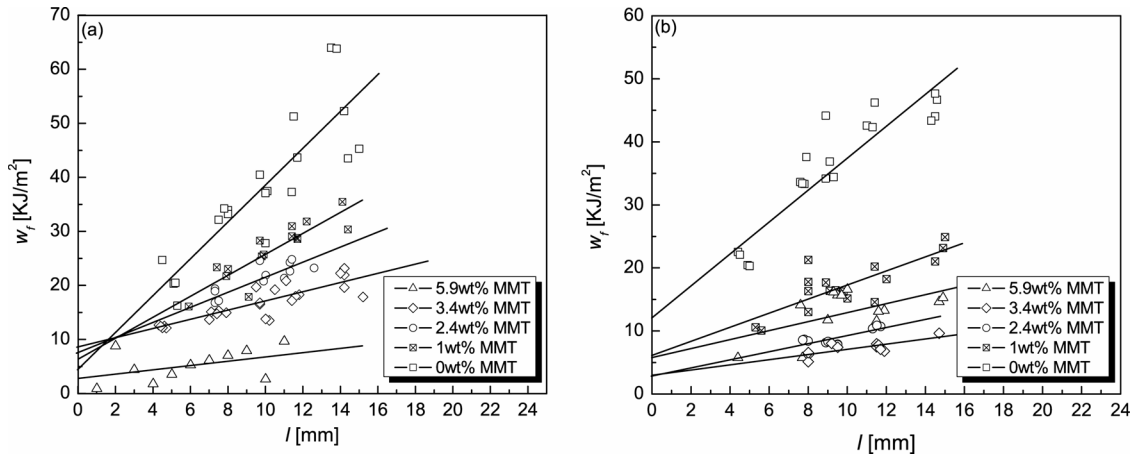 (a)
70
60
50
40
30
20
10
0
w_f [KJ/m²]
0 2 4 6 8 10 12 14 16 18 20 22 24
l [mm]
5.9wt% MMT
3.4wt% MMT
2.4wt% MMT
1wt% MMT
0wt% MMT
(b)
60
50
40
30
20
10
0
w_f [KJ/m²]
0 2 4 6 8 10 12 14 16 18 20 22 24
l [mm]
5.9wt% MMT
3.4wt% MMT
2.4wt% MMT
1wt% MMT
0wt% MMT